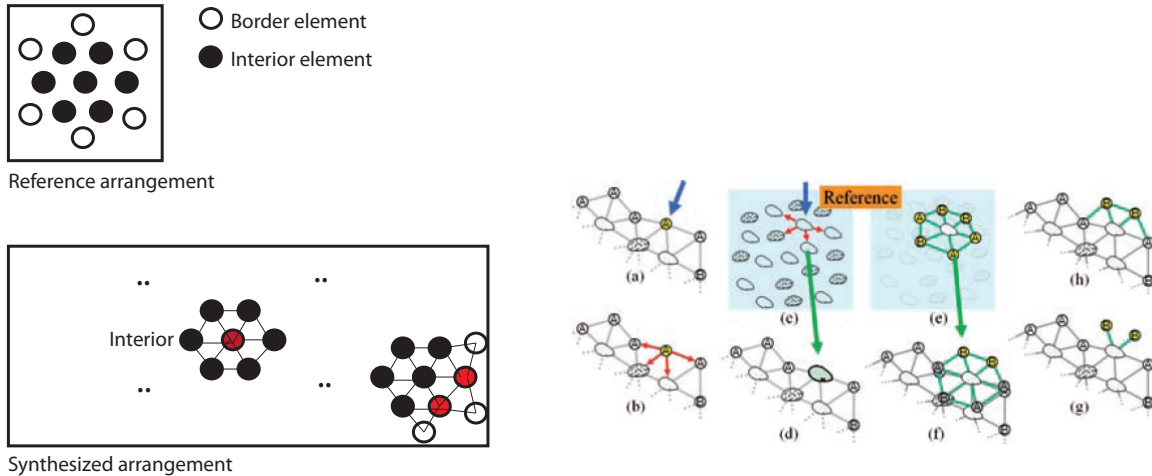 Border element
Interior element
Reference arrangement
Interior
Synthesized arrangement
Reference
(a)
(c)
(e)
(h)
(b)
(d)
(f)
(g)
A A A A A B
A A A A B
A A A A B
B B B A A A
B B A A A A B
A A B B A B
A A A B B A B